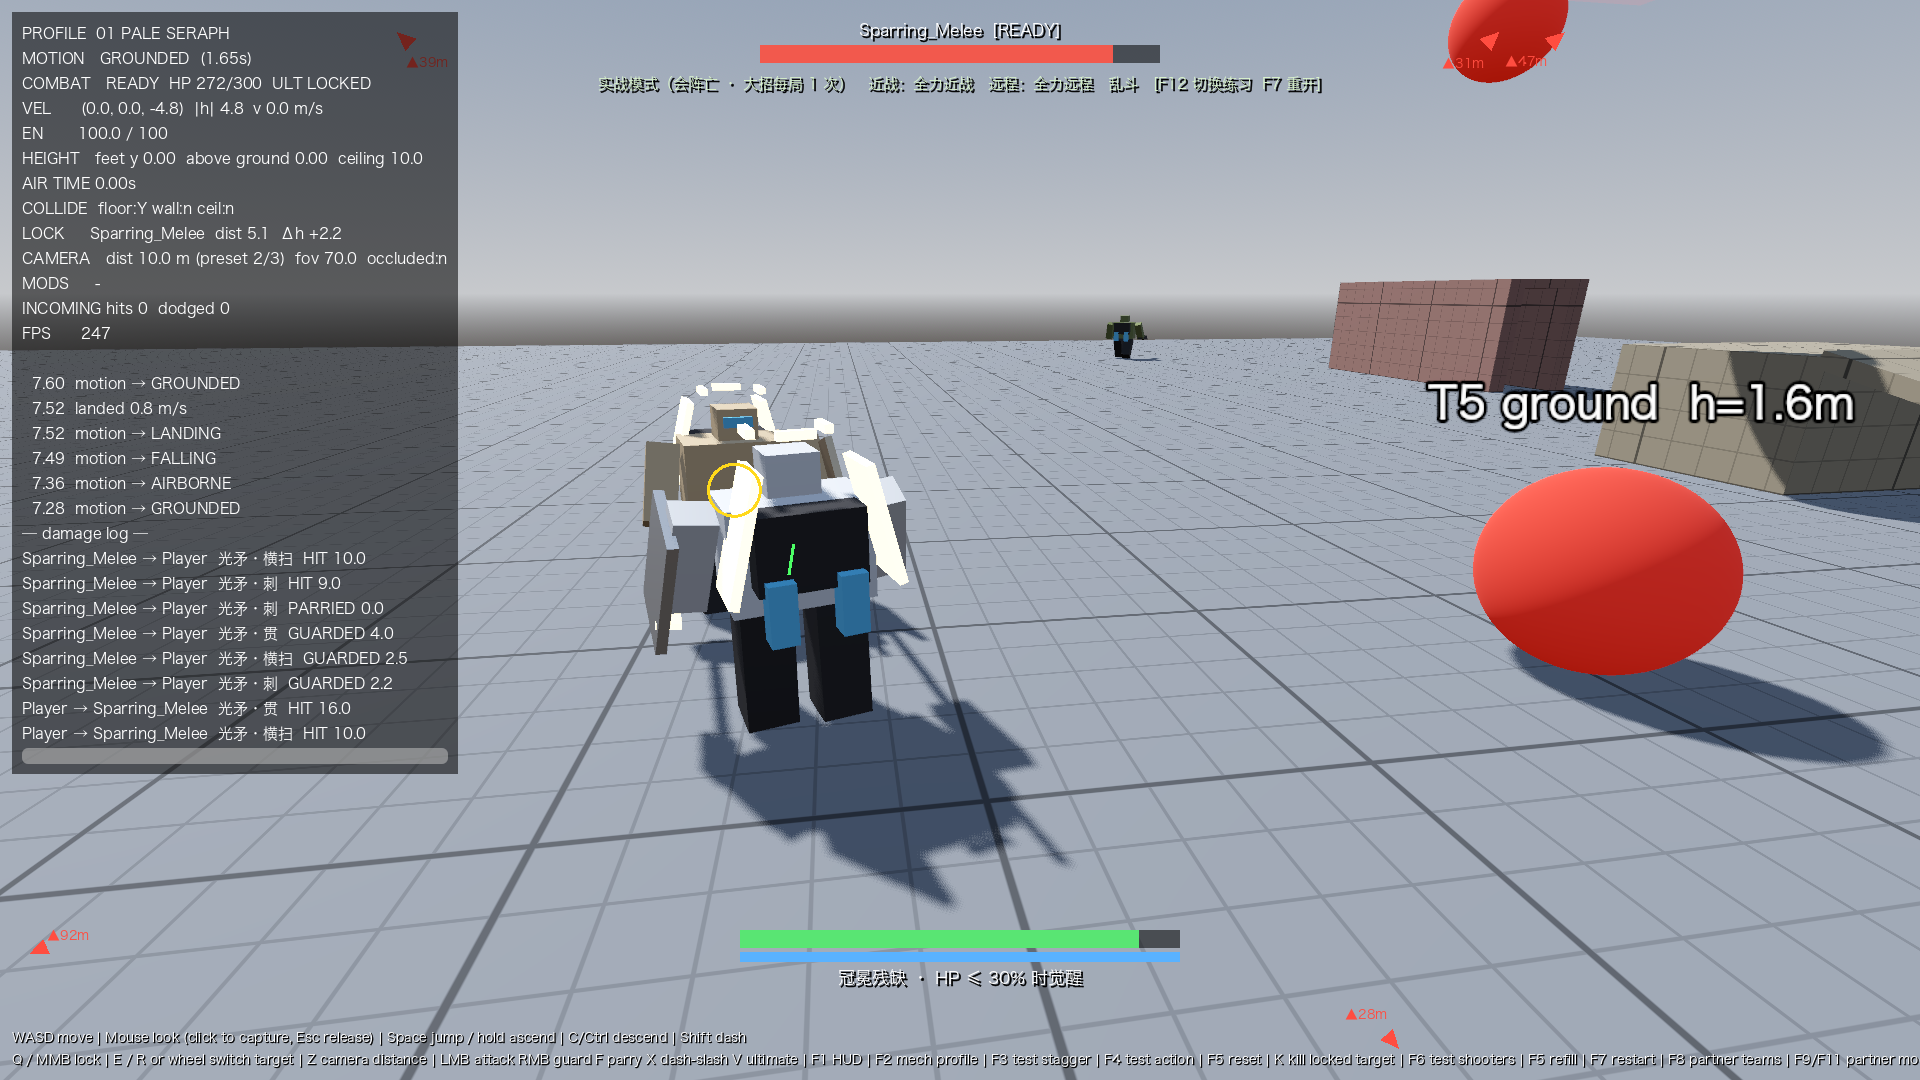 PROFILE 01 PALE SERAPH
MOTION GROUNDED (1.65s)
COMBAT READY HP 272/300 ULT LOCKED
VEL (0.0, 0.0, -4.8) |h| 4.8 v 0.0 m/s
EN 100.0 / 100
HEIGHT feet y 0.00 above ground 0.00 ceiling 10.0
AIR TIME 0.00s
COLLIDE floor:Y wall:n ceil:n
LOCK Sparring_Melee dist 5.1 Δh +2.2
CAMERA dist 10.0 m (preset 2/3) fov 70.0 occluded:n
MODS -
INCOMING hits 0 dodged 0
FPS 247
7.60 motion → GROUNDED
7.52 landed 0.8 m/s
7.52 motion → LANDING
7.49 motion → FALLING
7.36 motion → AIRBORNE
7.28 motion → GROUNDED
— damage log —
Sparring_Melee → Player 光矛·横扫 HIT 10.0
Sparring_Melee → Player 光矛·刺 HIT 9.0
Sparring_Melee → Player 光矛·刺 PARRIED 0.0
Sparring_Melee → Player 光矛·贯 GUARDED 4.0
Sparring_Melee → Player 光矛·横扫 GUARDED 2.5
Sparring_Melee → Player 光矛·刺 GUARDED 2.2
Player → Sparring_Melee 光矛·贯 HIT 16.0
Player → Sparring_Melee 光矛·横扫 HIT 10.0
▲39m
Sparring_Melee [READY]
实战模式（会阵亡 · 大招每局 1 次） 近战：全力近战 远程：全力远程 乱斗 [F12 切换练习 F7 重开]
▲31m
▲47m
T5 ground h=1.6m
▲92m
▲28m
冠冕残缺 · HP ≤ 30% 时觉醒
WASD move | Mouse look (click to capture, Esc release) | Space jump / hold ascend | C/Ctrl descend | Shift dash
Q / MMB lock | E / R or wheel switch target | Z camera distance | LMB attack RMB guard F parry X dash-slash V ultimate | F1 HUD | F2 mech profile | F3 test stagger | F4 test action | F5 reset | K kill locked target | F6 test shooters | F5 refill | F7 restart | F8 partner teams | F9/F11 partner mo